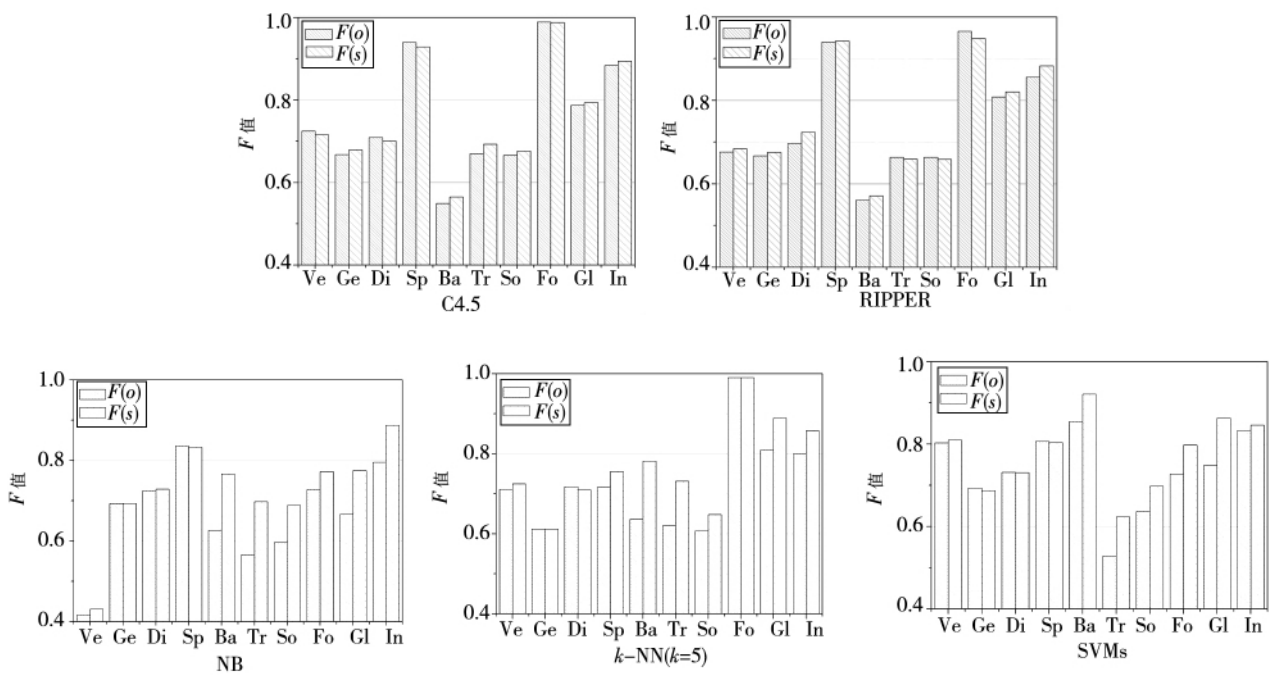 1.0
F(o)
F(s)
0.8
F 值
0.6
0.4
Ve Ge Di Sp Ba Tr So Fo Gl In
C4.5
1.0
F(o)
F(s)
0.8
F 值
0.6
0.4
Ve Ge Di Sp Ba Tr So Fo Gl In
RIPPER
1.0
F(o)
F(s)
0.8
F 值
0.6
0.4
Ve Ge Di Sp Ba Tr So Fo Gl In
NB
1.0
F(o)
F(s)
0.8
F 值
0.6
0.4
Ve Ge Di Sp Ba Tr So Fo Gl In
k-NN(k=5)
1.0
F(o)
F(s)
0.8
F 值
0.6
0.4
Ve Ge Di Sp Ba Tr So Fo Gl In
SVMs